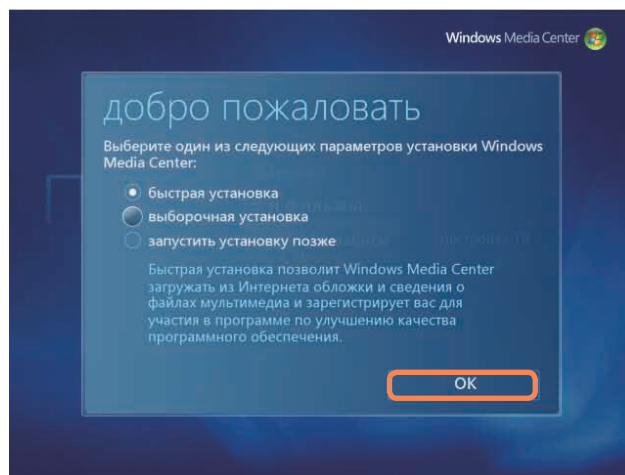 Windows Media Center
добро пожаловать
Выберите один из следующих параметров установки Windows
Media Center:
быстрая установка
выборочная установка
запустить установку позже
Быстрая установка позволит Windows Media Center
загружать из Интернета обложки и сведения о
файлах мультимедиа и зарегистрирует вас для
участия в программе по улучшению качества
программного обеспечения.
ОК